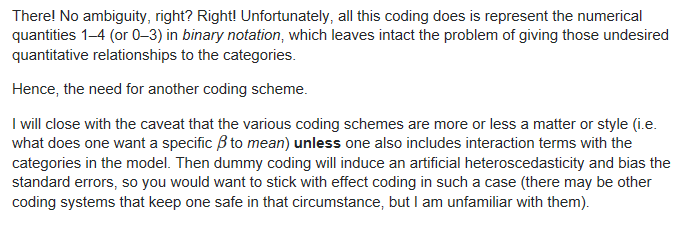 There! No ambiguity, right? Right! Unfortunately, all this coding does is represent the numerical
quantities 1–4 (or 0–3) in binary notation, which leaves intact the problem of giving those undesired
quantitative relationships to the categories.
Hence, the need for another coding scheme.
I will close with the caveat that the various coding schemes are more or less a matter or style (i.e.
what does one want a specific β to mean) unless one also includes interaction terms with the
categories in the model. Then dummy coding will induce an artificial heteroscedasticity and bias the
standard errors, so you would want to stick with effect coding in such a case (there may be other
coding systems that keep one safe in that circumstance, but I am unfamiliar with them).